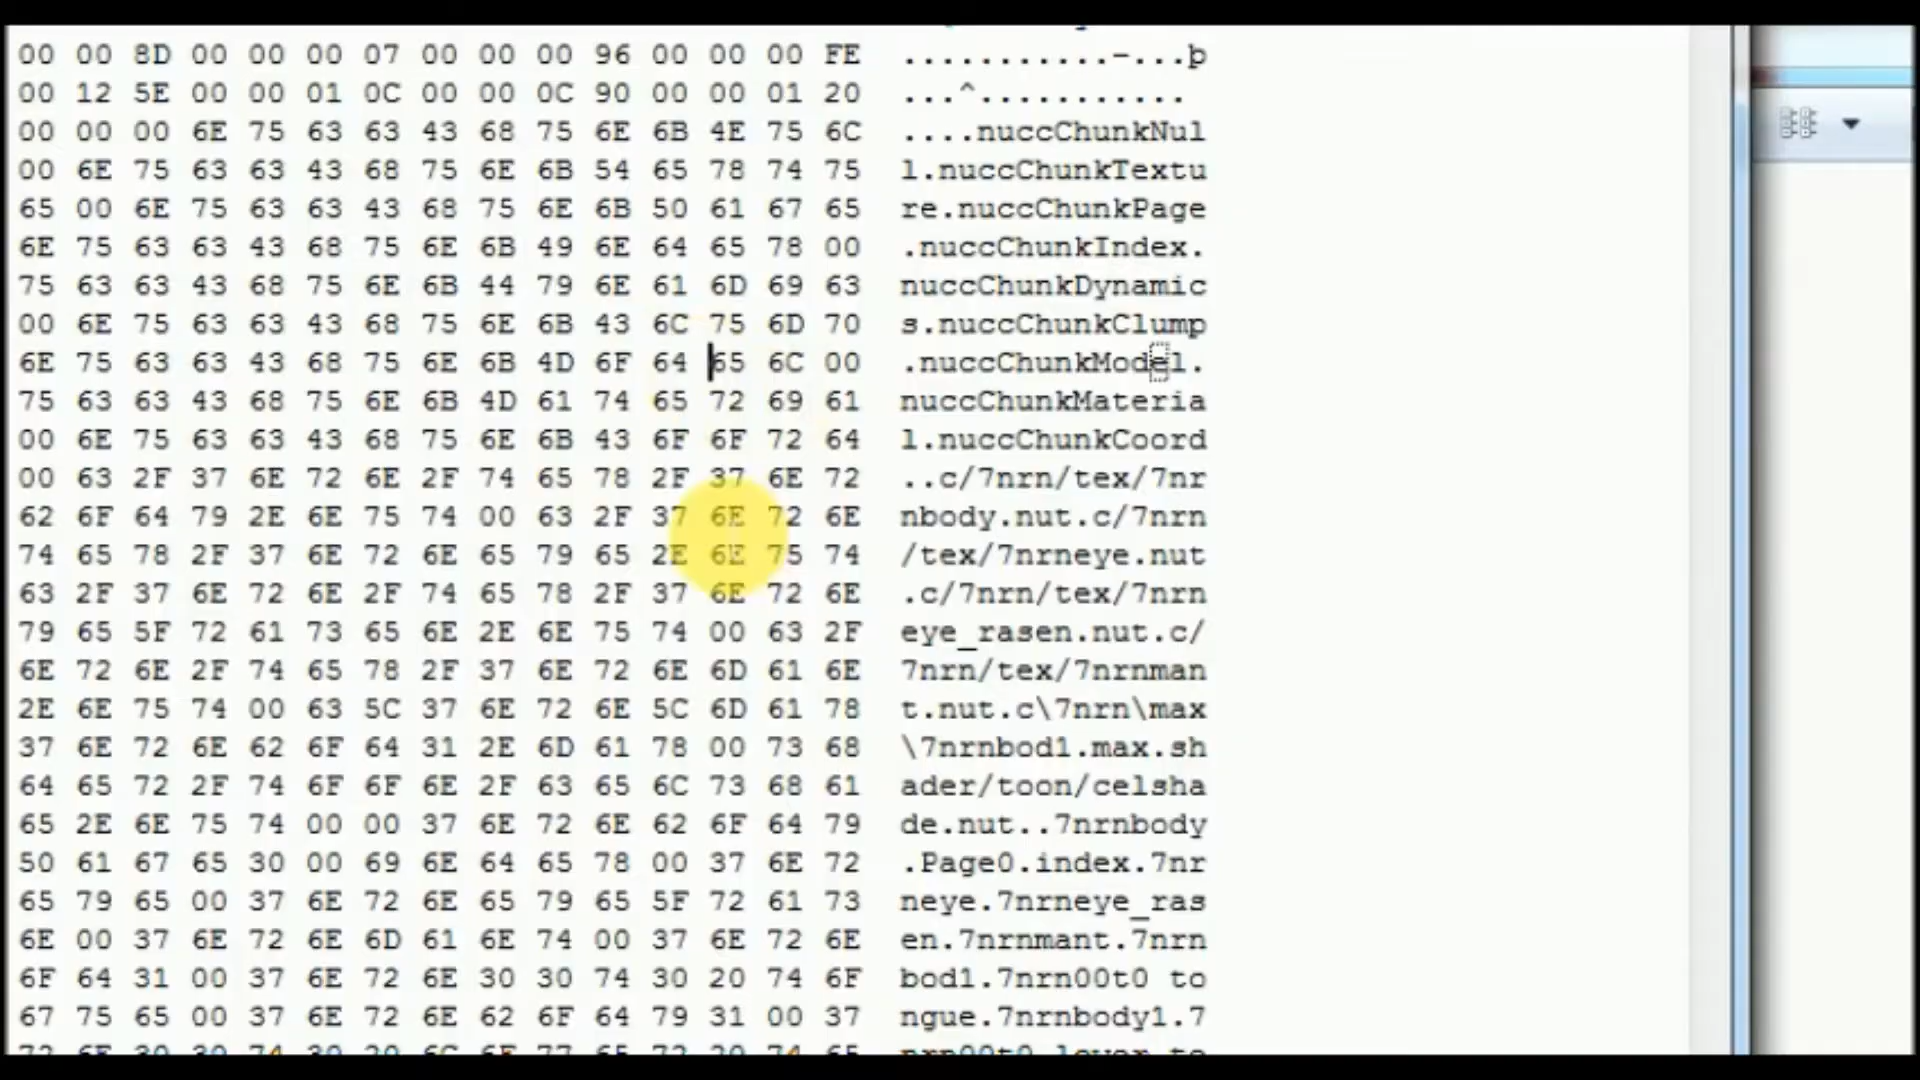 00 00 8D 00 00 00 07 00 00 00 96 00 00 00 FE ...........–...þ
00 12 5E 00 00 01 0C 00 00 0C 90 00 00 01 20 ...^...........
00 00 00 6E 75 63 63 43 68 75 6E 6B 4E 75 6C ....nuccChunkNul
00 6E 75 63 63 43 68 75 6E 6B 54 65 78 74 75 l.nuccChunkTextu
65 00 6E 75 63 63 43 68 75 6E 6B 50 61 67 65 re.nuccChunkPage
6E 75 63 63 43 68 75 6E 6B 49 6E 64 65 78 00 .nuccChunkIndex.
75 63 63 43 68 75 6E 6B 44 79 6E 61 6D 69 63 nuccChunkDynamic
00 6E 75 63 63 43 68 75 6E 6B 43 6C 75 6D 70 s.nuccChunkClump
6E 75 63 63 43 68 75 6E 6B 4D 6F 64 65 6C 00 .nuccChunkModel.
75 63 63 43 68 75 6E 6B 4D 61 74 65 72 69 61 nuccChunkMateria
00 6E 75 63 63 43 68 75 6E 6B 43 6F 6F 72 64 l.nuccChunkCoord
00 63 2F 37 6E 72 6E 2F 74 65 78 2F 37 6E 72 ..c/7nrn/tex/7nr
62 6F 64 79 2E 6E 75 74 00 63 2F 37 6E 72 6E nbody.nut.c/7nrn
74 65 78 2F 37 6E 72 6E 65 79 65 2E 6E 75 74 /tex/7nrneye.nut
63 2F 37 6E 72 6E 2F 74 65 78 2F 37 6E 72 6E .c/7nrn/tex/7nrn
79 65 5F 72 61 73 65 6E 2E 6E 75 74 00 63 2F eye_rasen.nut.c/
6E 72 6E 2F 74 65 78 2F 37 6E 72 6E 6D 61 6E 7nrn/tex/7nrnman
2E 6E 75 74 00 63 5C 37 6E 72 6E 5C 6D 61 78 t.nut.c\7nrn\max
37 6E 72 6E 62 6F 64 31 2E 6D 61 78 00 73 68 \7nrnbod1.max.sh
64 65 72 2F 74 6F 6F 6E 2F 63 65 6C 73 68 61 ader/toon/celsha
65 2E 6E 75 74 00 00 37 6E 72 6E 62 6F 64 79 de.nut..7nrnbody
50 61 67 65 30 00 69 6E 64 65 78 00 37 6E 72 .Page0.index.7nr
65 79 65 00 37 6E 72 6E 65 79 65 5F 72 61 73 neye.7nrneye_ras
6E 00 37 6E 72 6E 6D 61 6E 74 00 37 6E 72 6E en.7nrnmant.7nrn
6F 64 31 00 37 6E 72 6E 30 30 74 30 20 74 6F bod1.7nrn00t0 to
67 75 65 00 37 6E 72 6E 62 6F 64 79 31 00 37 ngue.7nrnbody1.7
72 6E 30 30 74 30 20 6C 6F 77 65 72 20 74 65 nrn00t0 lower te